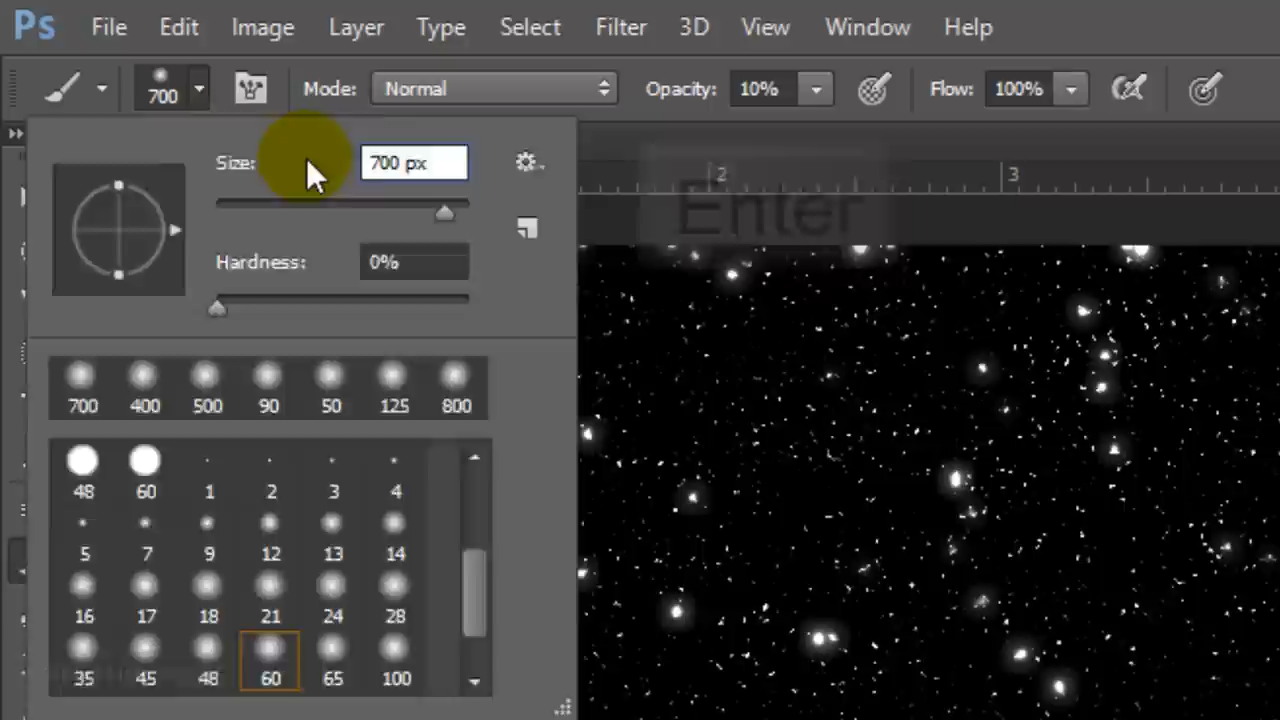 Ps File Edit Image Layer Type Select Filter 3D View Window Help
700 Mode: Normal Opacity: 10% Flow: 100%
Size: 700 px
2 3
Enter
Hardness: 0%
700 400 500 90 50 125 800
48 60 1 2 3 4
5 7 9 12 13 14
16 17 18 21 24 28
35 45 48 60 65 100